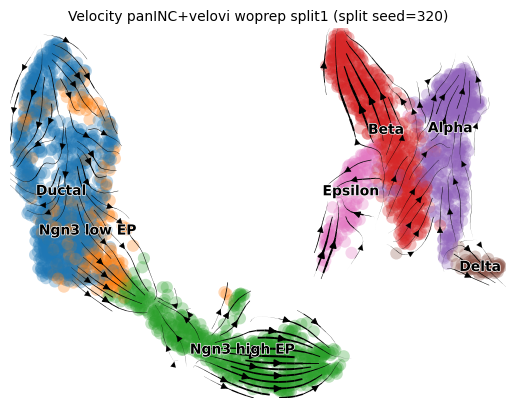 Velocity panINC+velovi woprep split1 (split seed=320)
Beta
Alpha
Ductal
Epsilon
Ngn3 low EP
Delta
Ngn3 high EP